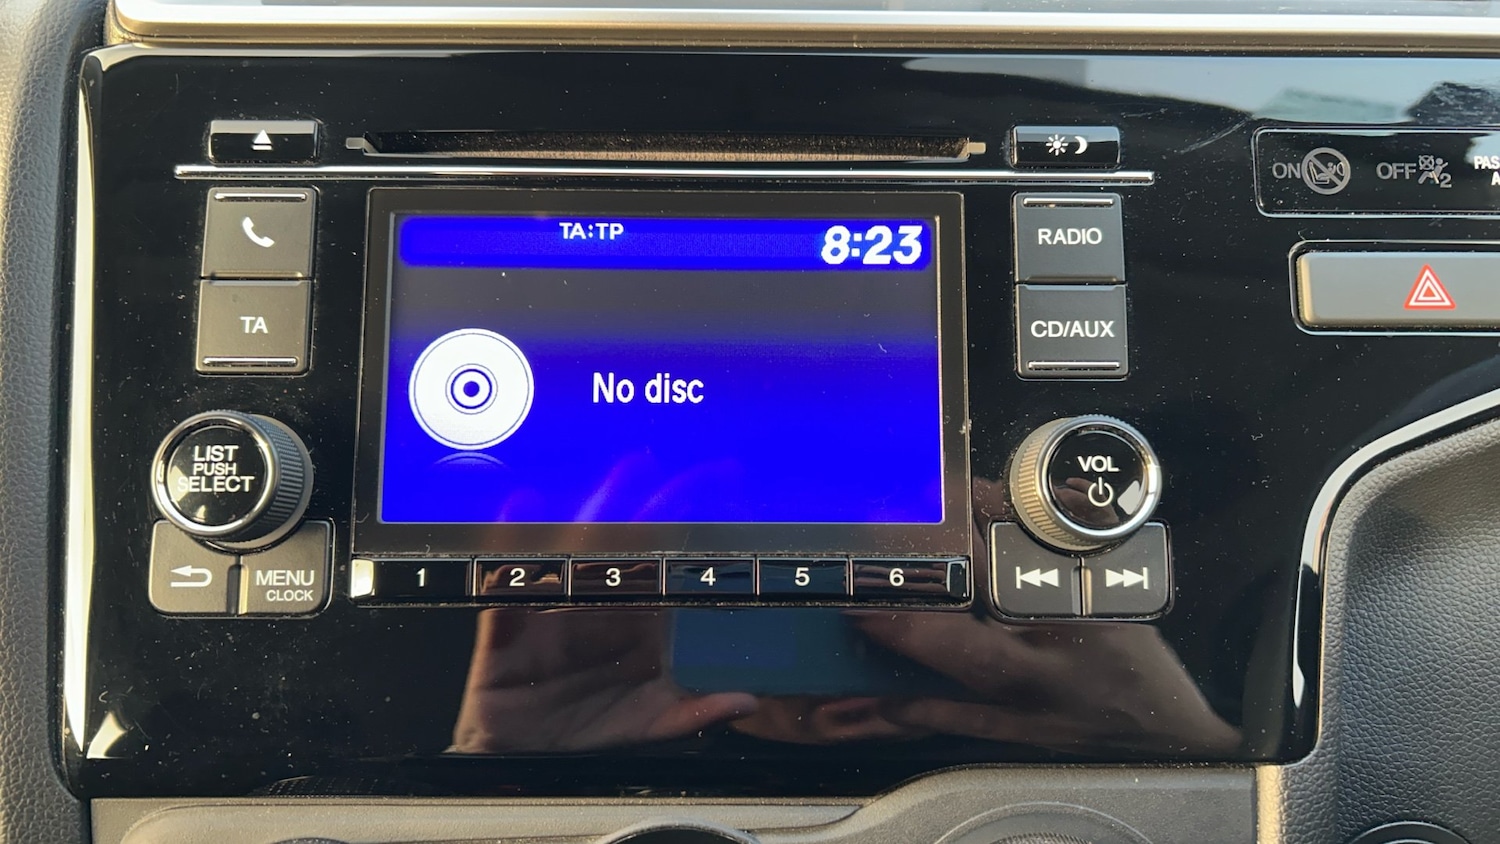 TA:TP
8:23
No disc
TA
LIST
PUSH
SELECT
MENU
CLOCK
1 2 3 4 5 6
RADIO
CD/AUX
VOL
ON
OFF
2